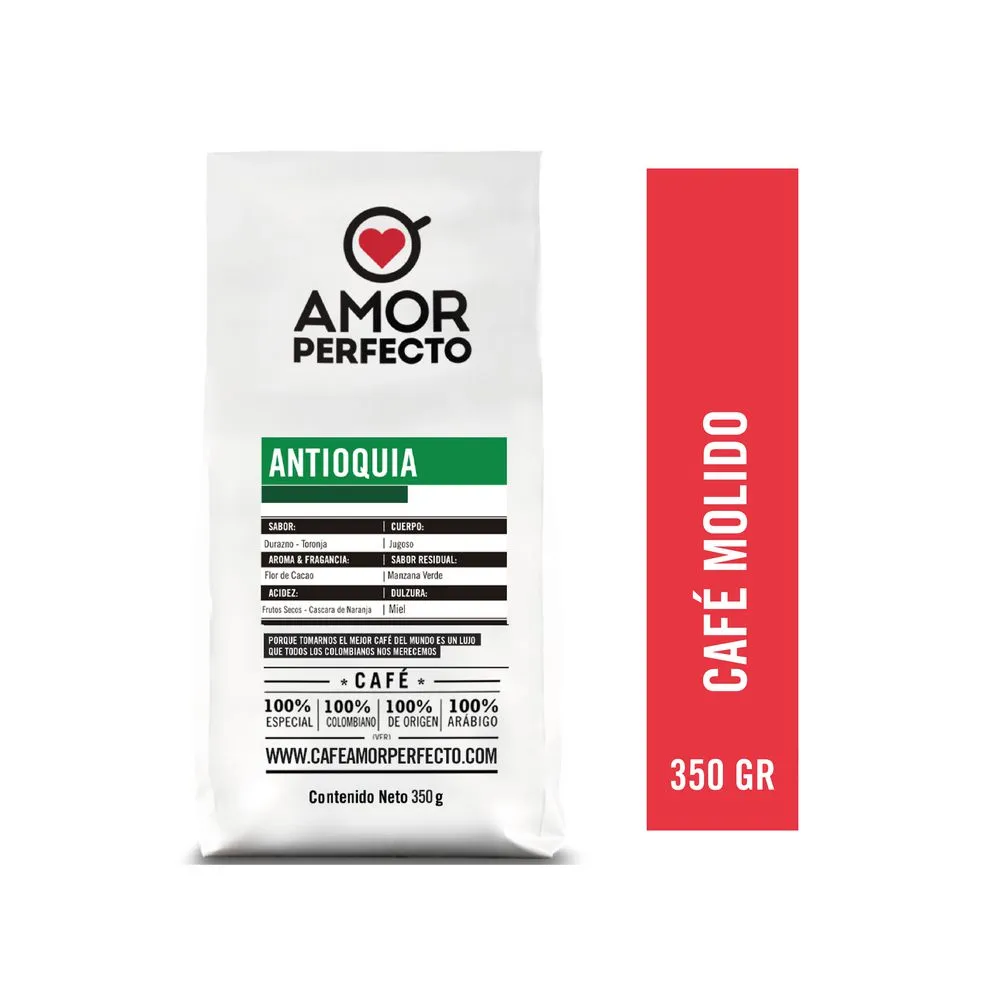 AMOR
PERFECTO
ANTIOQUIA
SABOR: | CUERPO:
Durazno - Toronja | Jugoso
AROMA & FRAGANCIA: | SABOR RESIDUAL:
Flor de Cacao | Manzana Verde
ACIDEZ: | DULZURA:
Frutos Secos - Cascara de Naranja | Miel
PORQUE TOMARNOS EL MEJOR CAFÉ DEL MUNDO ES UN LUJO
QUE TODOS LOS COLOMBIANOS NOS MERECEMOS
* CAFÉ *
100% | 100% | 100% | 100%
ESPECIAL | COLOMBIANO | DE ORIGEN | ARÁBIGO
(VER)
WWW.CAFEAMORPERFECTO.COM
Contenido Neto 350 g
CAFÉ MOLIDO
350 GR